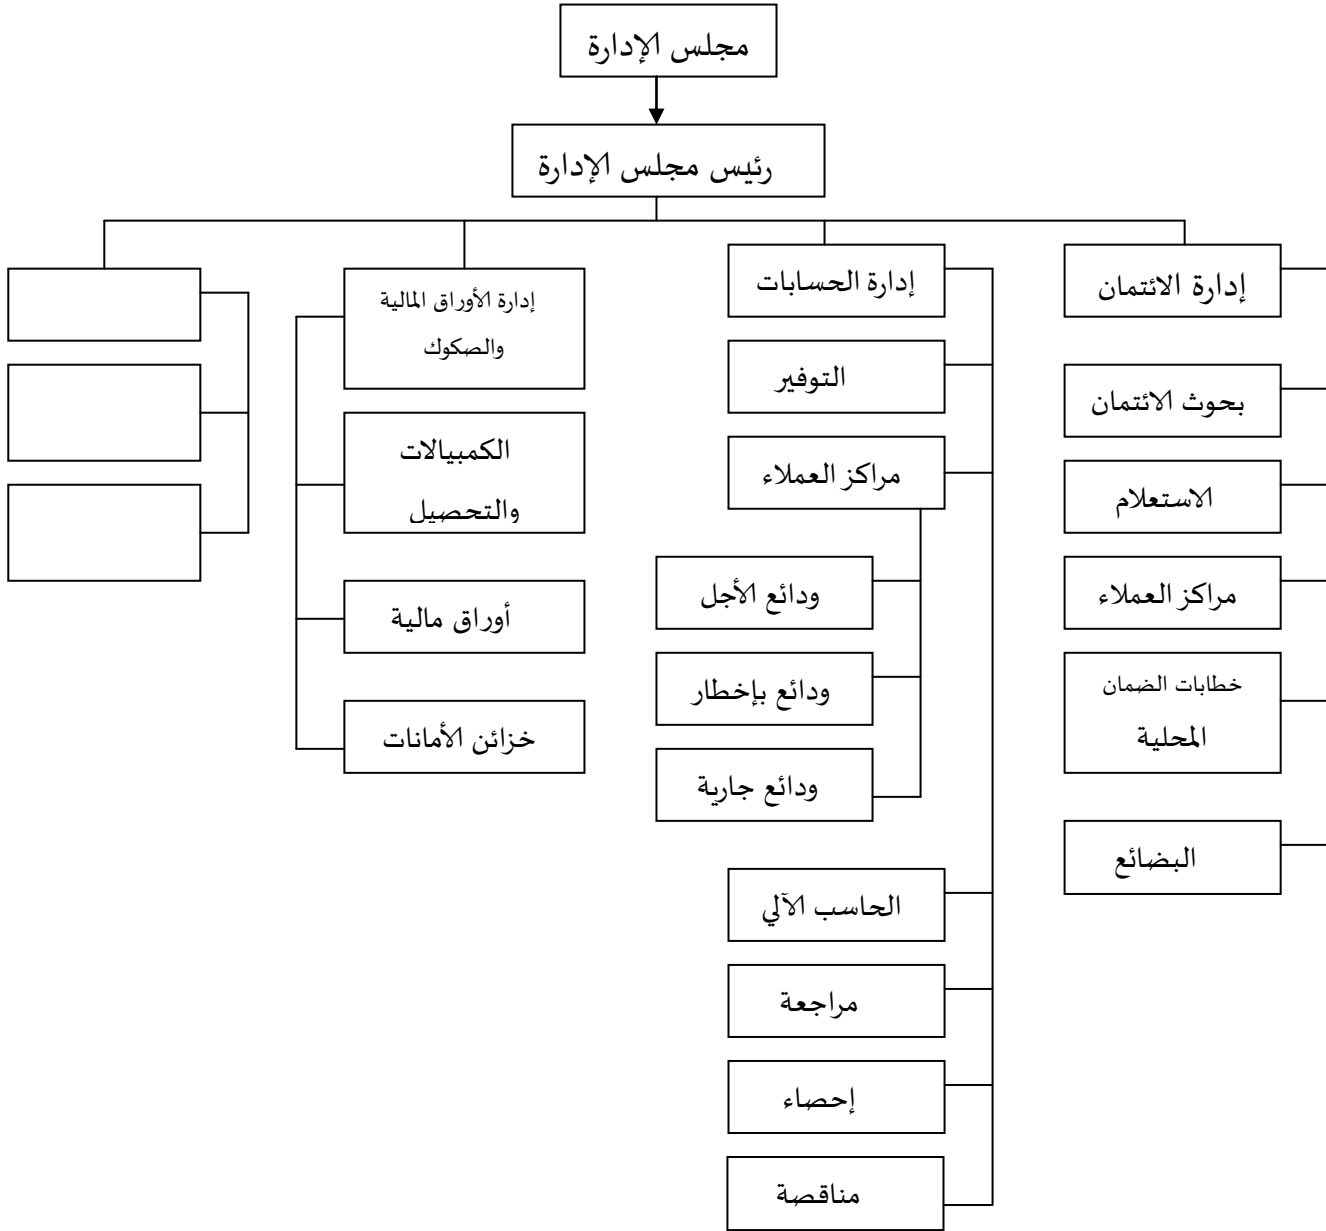 مجلس الإدارة
رئيس مجلس الإدارة
إدارة الائتمان
بحوث الائتمان
الاستعلام
مراكز العملاء
خطابات الضمان
المحلية
البضائع
إدارة الحسابات
التوفير
مراكز العملاء
ودائع الأجل
ودائع بإخطار
ودائع جارية
الحاسب الآلي
مراجعة
إحصاء
مناقصة
إدارة الأوراق المالية
والصكوك
الكمبيالات
والتحصيل
أوراق مالية
خزائن الأمانات